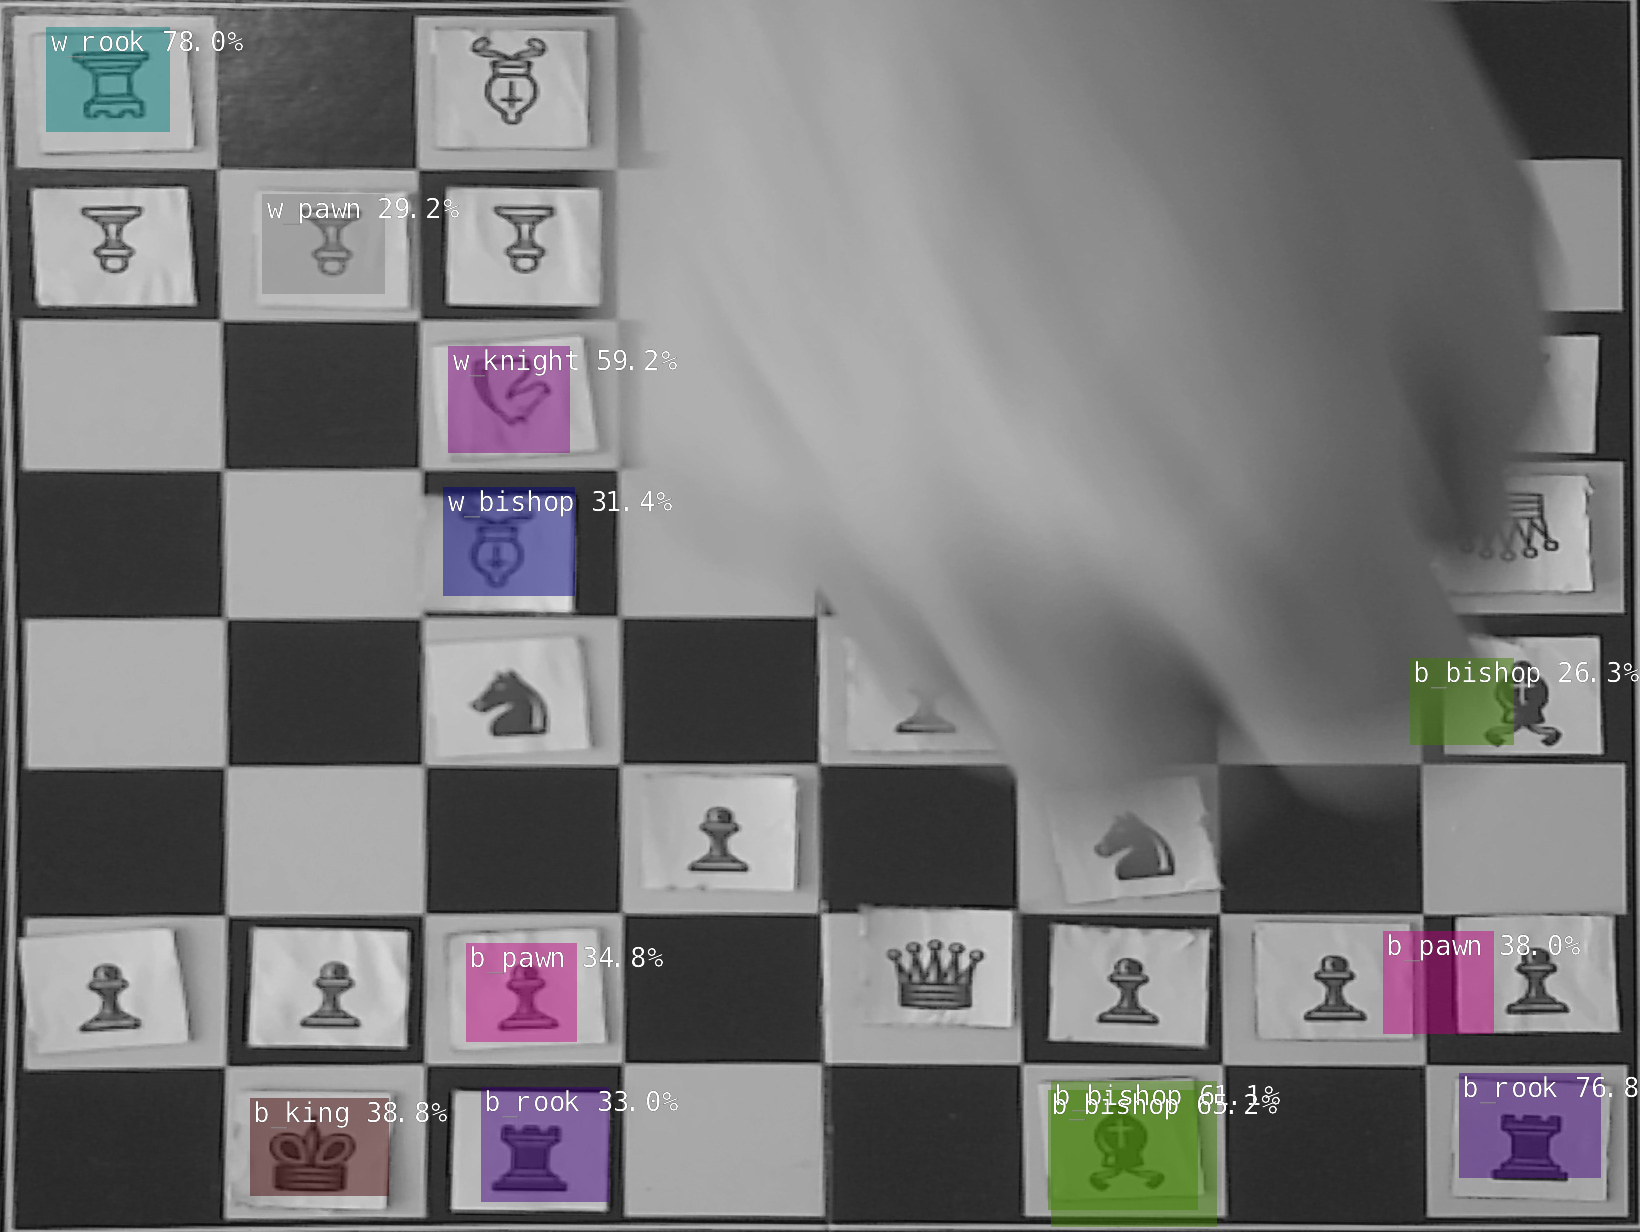 w_rook 78.0%
w_pawn 29.2%
w_knight 59.2%
w_bishop 31.4%
b_bishop 26.3%
b_pawn 34.8%
b_pawn 38.0%
b_king 38.8%
b_rook 33.0%
b_bishop 61.1%
b_bishop 65.2%
b_rook 76.8